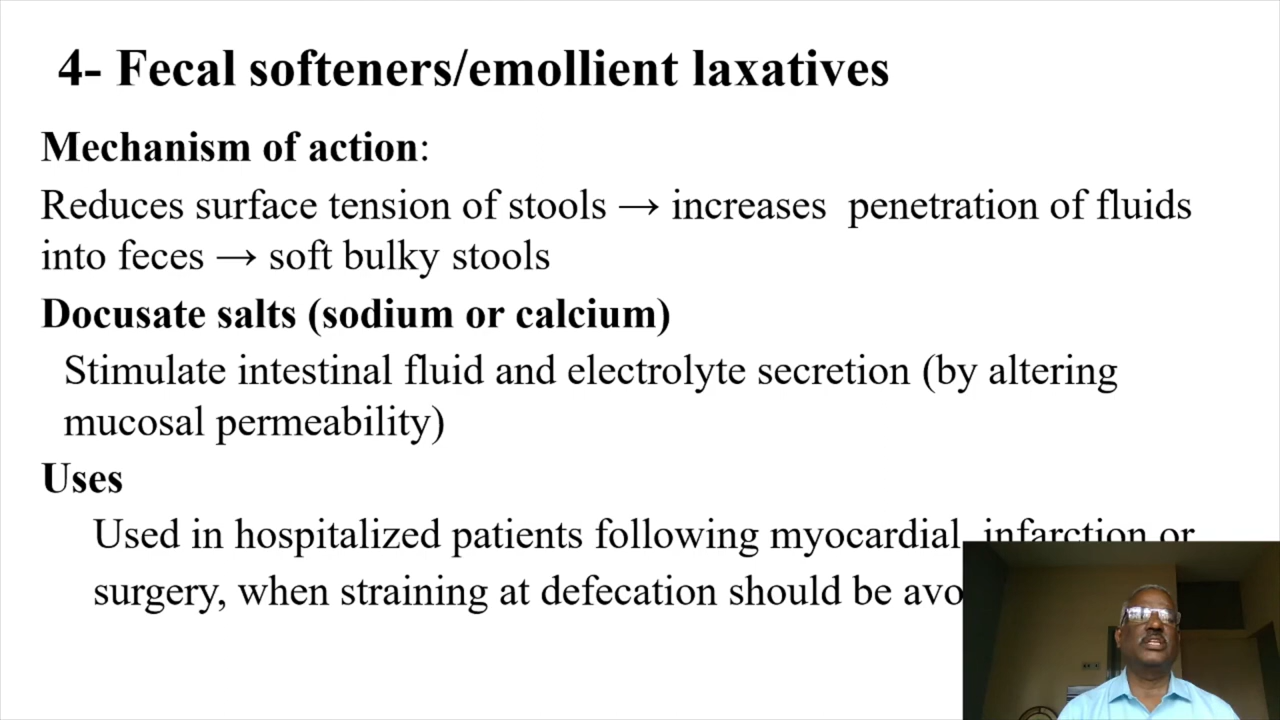 4- Fecal softeners/emollient laxatives
Mechanism of action:
Reduces surface tension of stools → increases penetration of fluids
into feces → soft bulky stools
Docusate salts (sodium or calcium)
Stimulate intestinal fluid and electrolyte secretion (by altering
mucosal permeability)
Uses
Used in hospitalized patients following myocardial infarction or
surgery, when straining at defecation should be